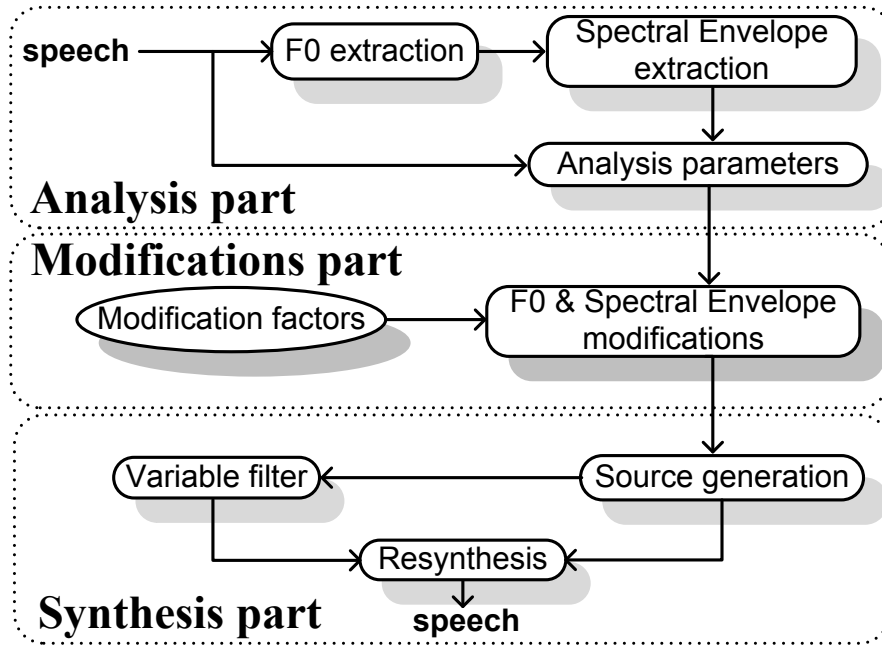 speech
F0 extraction
Spectral Envelope
extraction
Analysis parameters
Analysis part
Modifications part
Modification factors
F0 & Spectral Envelope
modifications
Variable filter
Source generation
Resynthesis
Synthesis part
speech